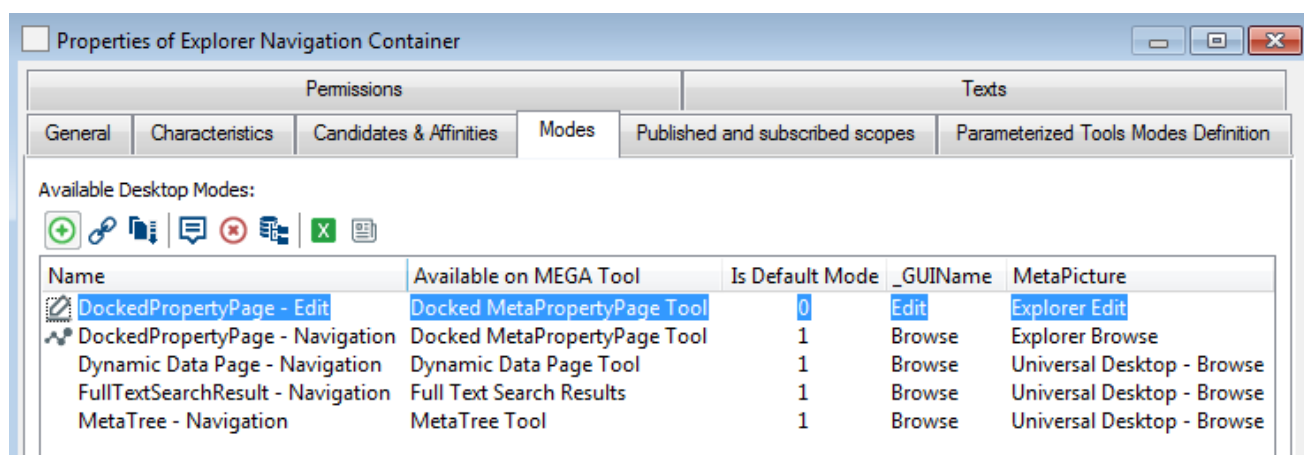 Properties of Explorer Navigation Container
Permissions Texts
General Characteristics Candidates & Affinities Modes Published and subscribed scopes Parameterized Tools Modes Definition
Available Desktop Modes:
Name Available on MEGA Tool Is Default Mode _GUIName MetaPicture
DockedPropertyPage - Edit Docked MetaPropertyPage Tool 0 Edit Explorer Edit
DockedPropertyPage - Navigation Docked MetaPropertyPage Tool 1 Browse Explorer Browse
Dynamic Data Page - Navigation Dynamic Data Page Tool 1 Browse Universal Desktop - Browse
FullTextSearchResult - Navigation Full Text Search Results 1 Browse Universal Desktop - Browse
MetaTree - Navigation MetaTree Tool 1 Browse Universal Desktop - Browse